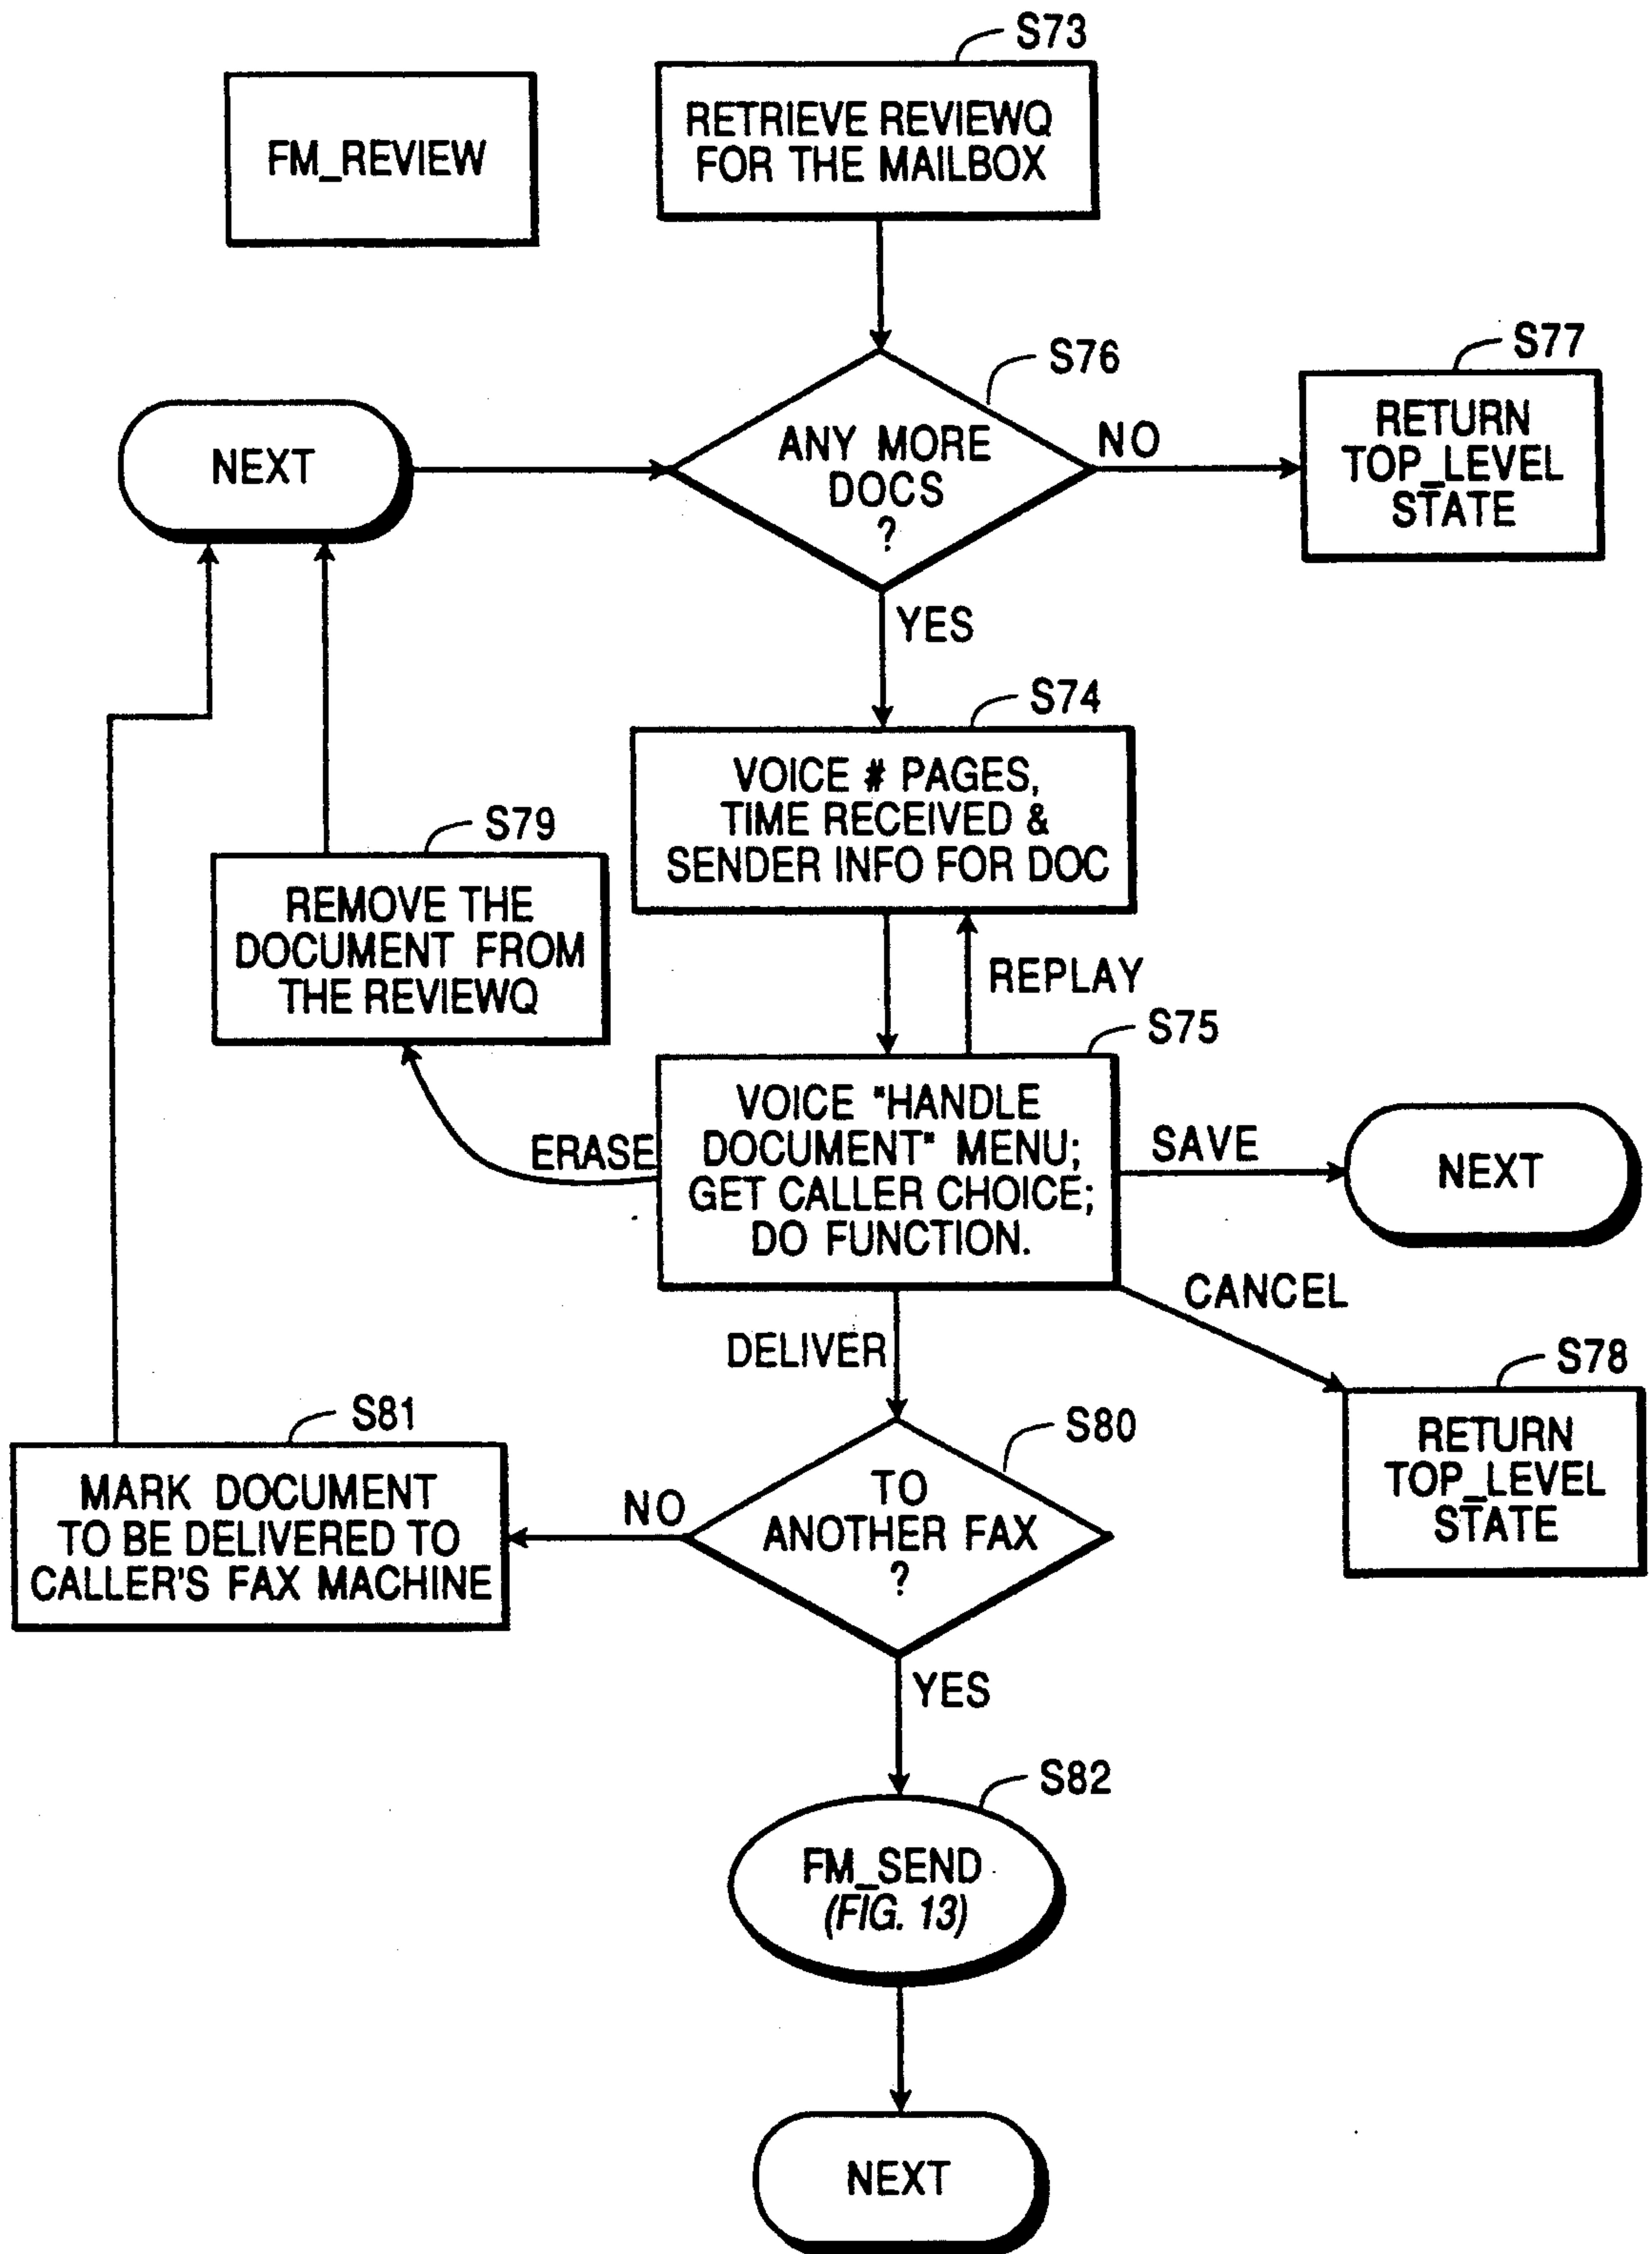 S73
FM_REVIEW
RETRIEVE REVIEWQ
FOR THE MAILBOX
S76
S77
NEXT
ANY MORE
DOCS
?
NO
RETURN
TOP_LEVEL
STATE
YES
S74
VOICE # PAGES,
TIME RECEIVED &
SENDER INFO FOR DOC
S79
REMOVE THE
DOCUMENT FROM
THE REVIEWQ
REPLAY
S75
ERASE
VOICE "HANDLE
DOCUMENT" MENU;
GET CALLER CHOICE;
DO FUNCTION.
SAVE
NEXT
CANCEL
DELIVER
S78
RETURN
TOP_LEVEL
STATE
S81
S80
MARK DOCUMENT
TO BE DELIVERED TO
CALLER'S FAX MACHINE
NO
TO
ANOTHER FAX
?
YES
S82
FM_SEND
(FIG. 13)
NEXT